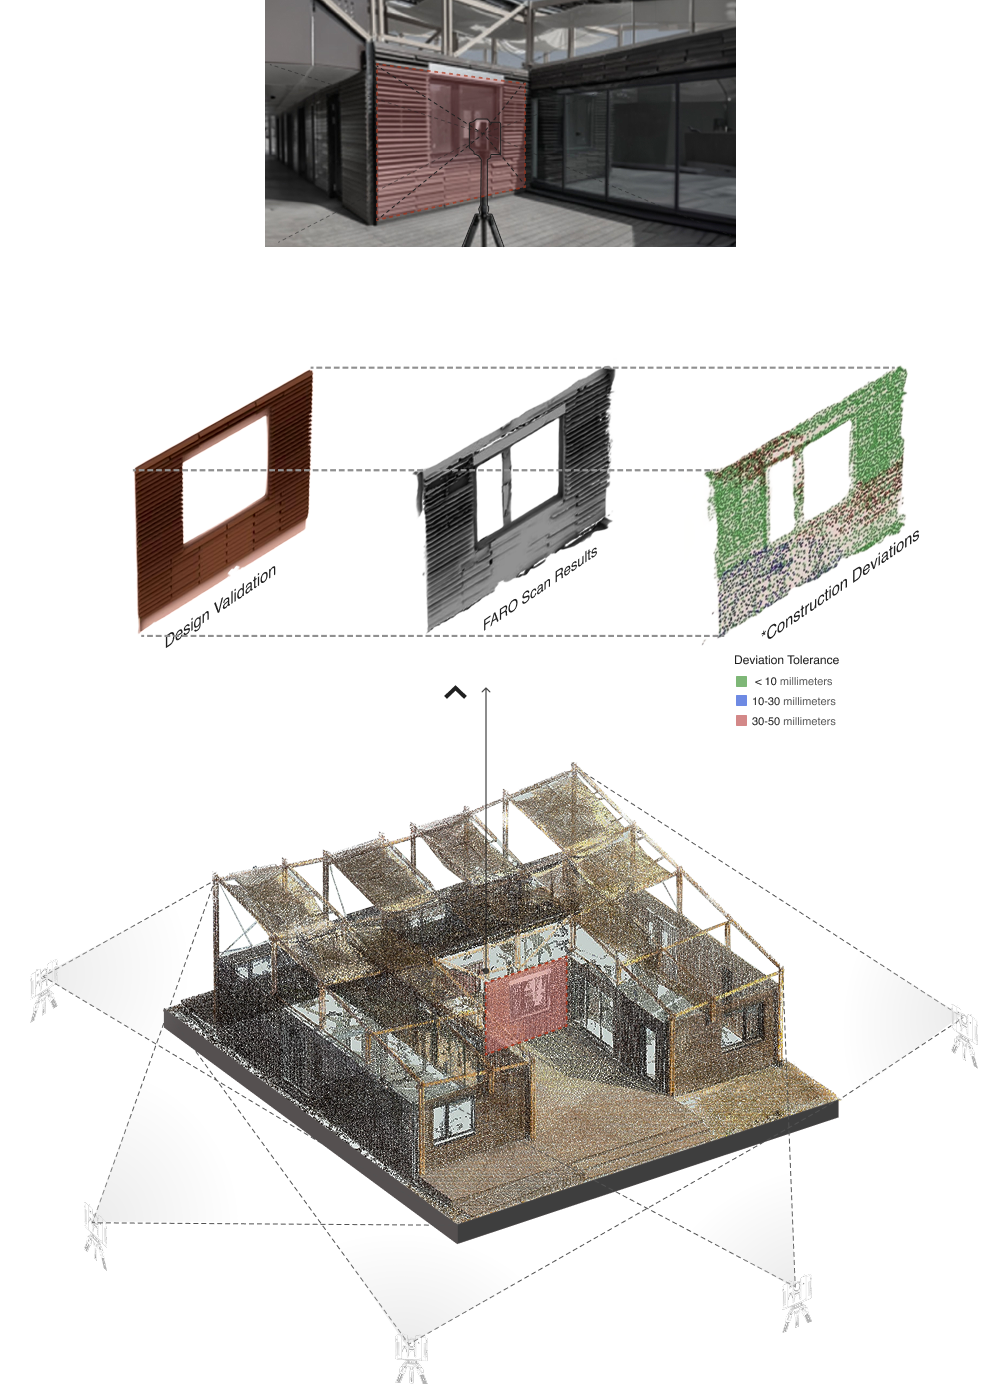 Design Validation
FARO Scan Results
*Construction Deviations
Deviation Tolerance
< 10 millimeters
10-30 millimeters
30-50 millimeters